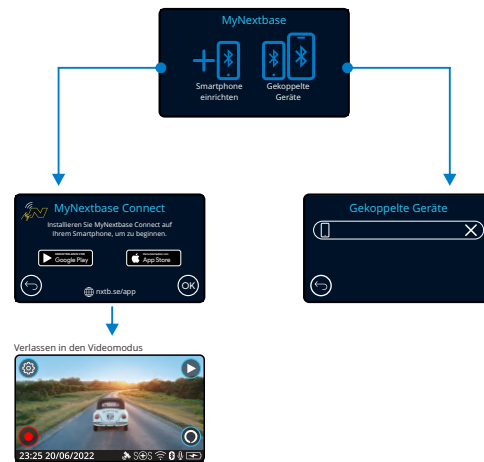 MyNextbase
Smartphone
einrichten
Gekoppelte
Geräte
MyNextbase Connect
Installieren Sie MyNextbase Connect auf
Ihrem Smartphone, um zu beginnen.
Google Play
App Store
OK
nxtb.se/app
Gekoppelte Geräte
Verlassen in den Videomodus
23:25 20/06/2022
SOS